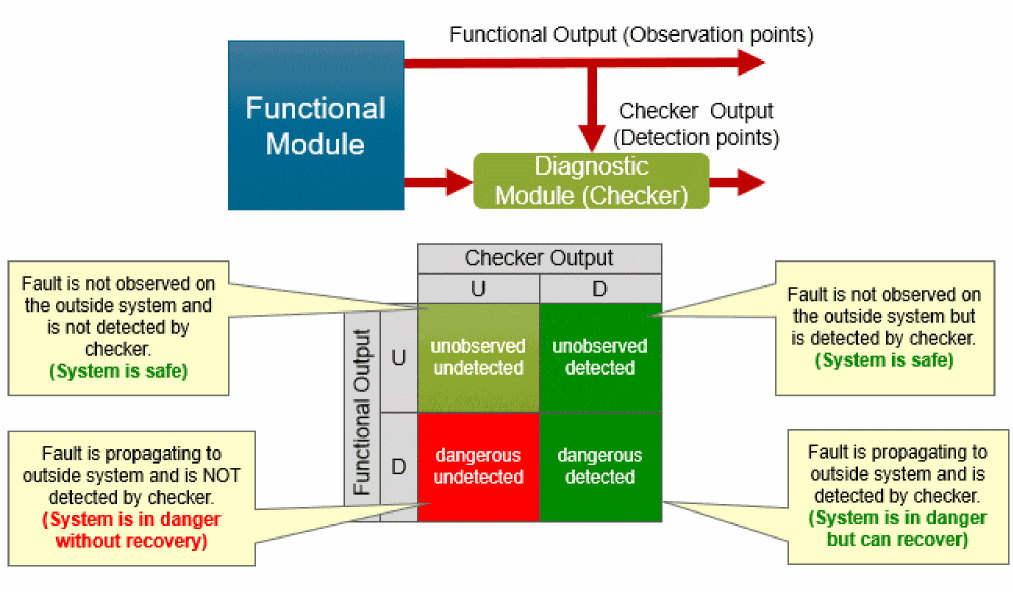 Functional Output (Observation points)
Functional
Module
Checker Output
(Detection points)
Diagnostic
Module (Checker)
Checker Output
U
D
Fault is not observed on
the outside system and
is not detected by
checker.
(System is safe)
Fault is not observed on
the outside system but
is detected by checker.
(System is safe)
Functional Output
U
unobserved
undetected
unobserved
detected
D
dangerous
undetected
dangerous
detected
Fault is propagating to
outside system and is NOT
detected by checker.
(System is in danger
without recovery)
Fault is propagating to
outside system and is
detected by checker.
(System is in danger
but can recover)